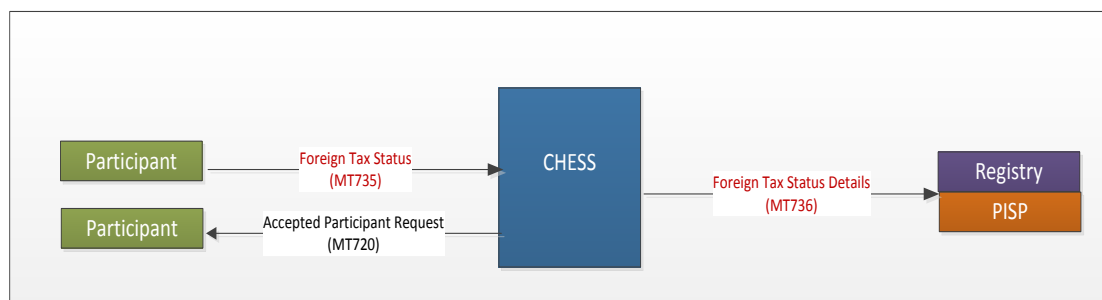 Participant
Foreign Tax Status
(MT735)
CHESS
Foreign Tax Status Details
(MT736)
Registry
PISP
Participant
Accepted Participant Request
(MT720)